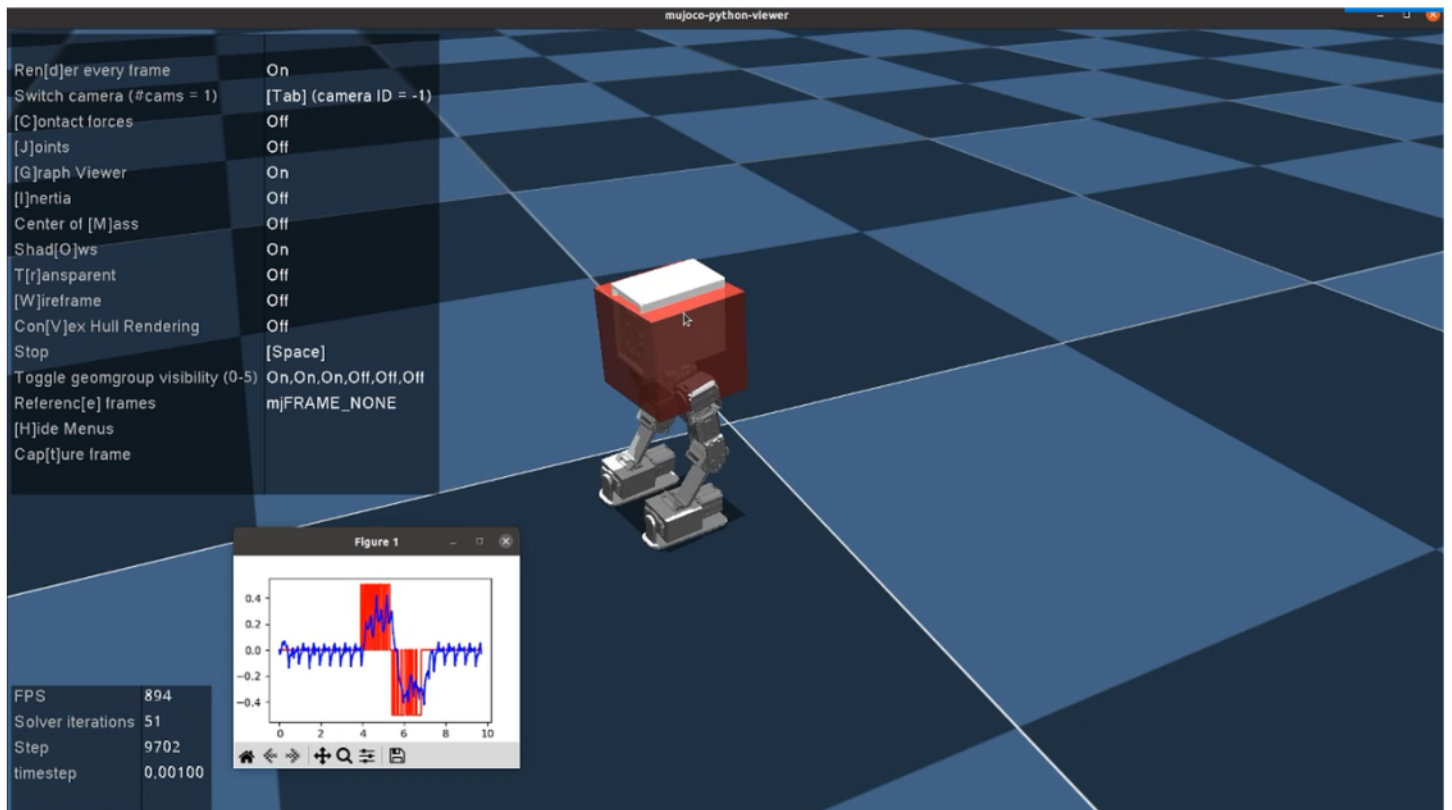 mujoco-python-viewer
Ren[d]er every frame On
Switch camera (#cams = 1) [Tab] (camera ID = -1)
[C]ontact forces Off
[J]oints Off
[G]raph Viewer On
[I]nertia Off
Center of [M]ass Off
Shad[O]ws On
T[r]ansparent Off
[W]ireframe Off
Con[V]ex Hull Rendering Off
Stop [Space]
Toggle geomgroup visibility (0-5) On,On,On,Off,Off,Off
Referenc[e] frames mjFRAME_NONE
[H]ide Menus
Cap[t]ure frame
Figure 1
0.4
0.2
0.0
−0.2
−0.4
0 2 4 6 8 10
FPS 894
Solver iterations 51
Step 9702
timestep 0,00100